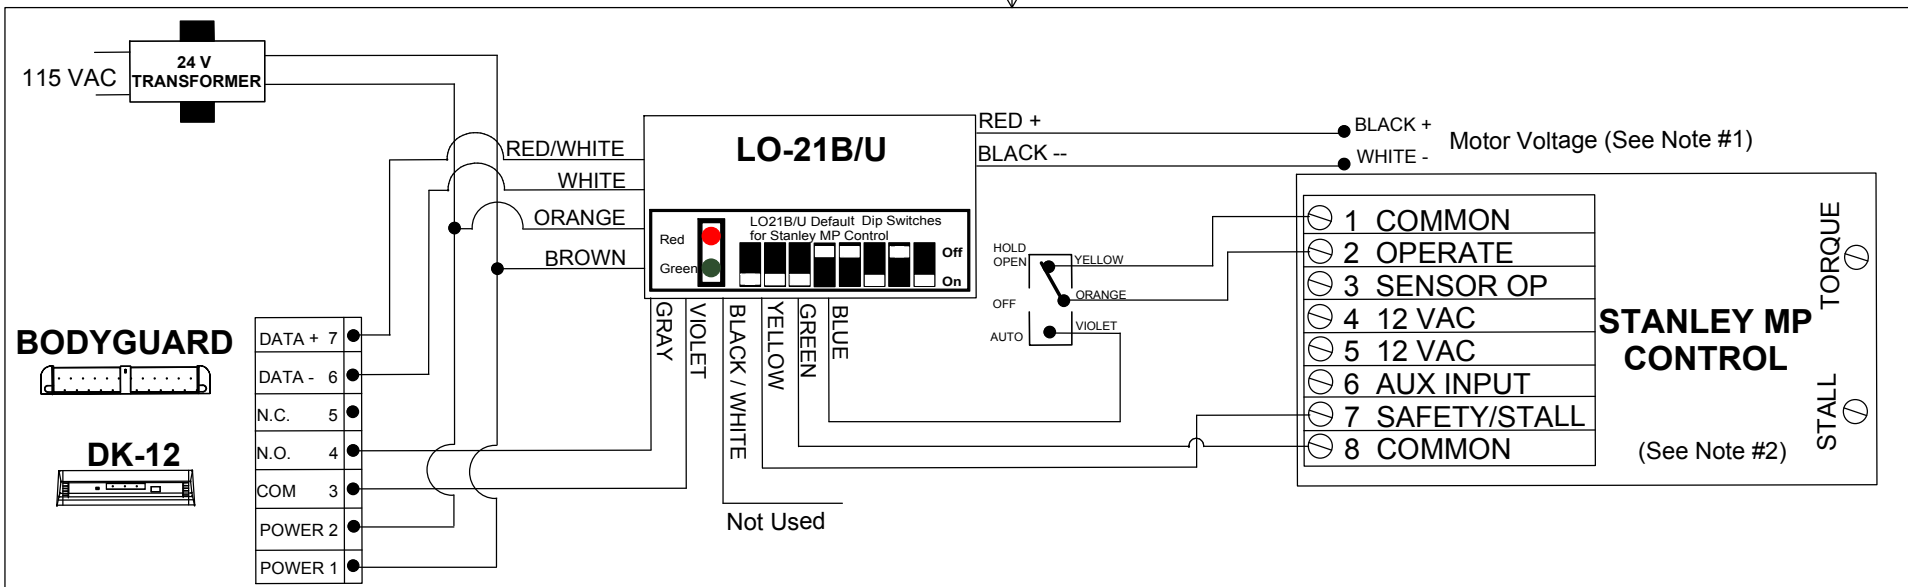 115 VAC
24 V
TRANSFORMER
RED/WHITE
WHITE
ORANGE
BROWN
LO-21B/U
LO21B/U Default Dip Switches
for Stanley MP Control
Red
Green
Off
On
RED +
BLACK --
BLACK +
WHITE -
Motor Voltage (See Note #1)
GRAY
VIOLET
BLACK / WHITE
YELLOW
GREEN
BLUE
Not Used
HOLD
OPEN
OFF
AUTO
YELLOW
ORANGE
VIOLET
1 COMMON
2 OPERATE
3 SENSOR OP
4 12 VAC
5 12 VAC
6 AUX INPUT
7 SAFETY/STALL
8 COMMON
STANLEY MP
CONTROL
(See Note #2)
TORQUE
STALL
BODYGUARD
DK-12
DATA + 7
DATA - 6
N.C. 5
N.O. 4
COM 3
POWER 2
POWER 1